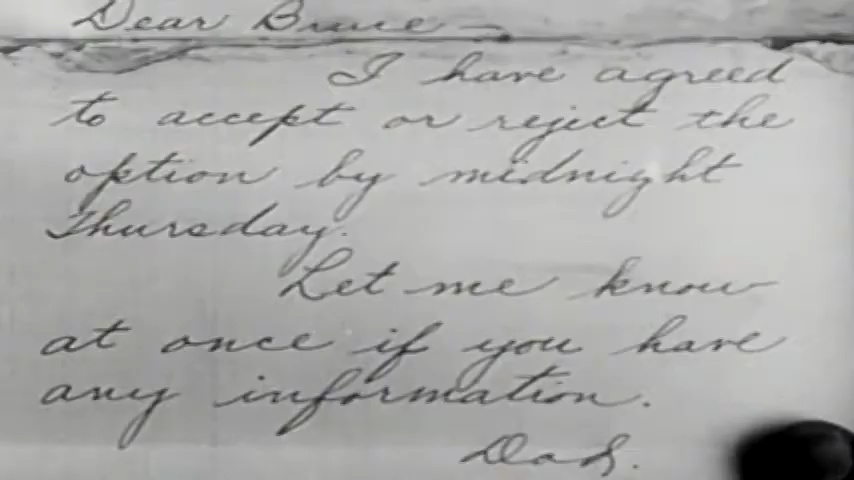 Dear Bruce —
I have agreed
to accept or reject the
option by midnight
Thursday.
Let me know
at once if you have
any information.
Dad.